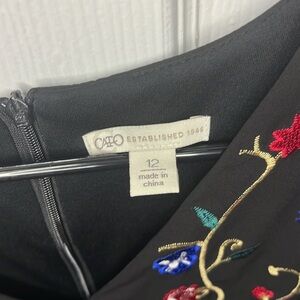 CATO ESTABLISHED 1946
12
made in
china